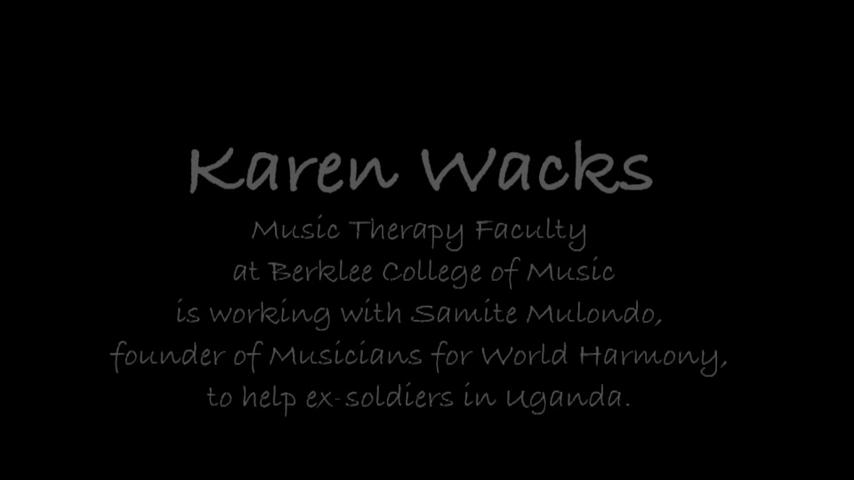 Karen Wacks
Music Therapy Faculty
at Berklee College of Music
is working with Samite Mulondo,
founder of Musicians for World Harmony,
to help ex-soldiers in Uganda.